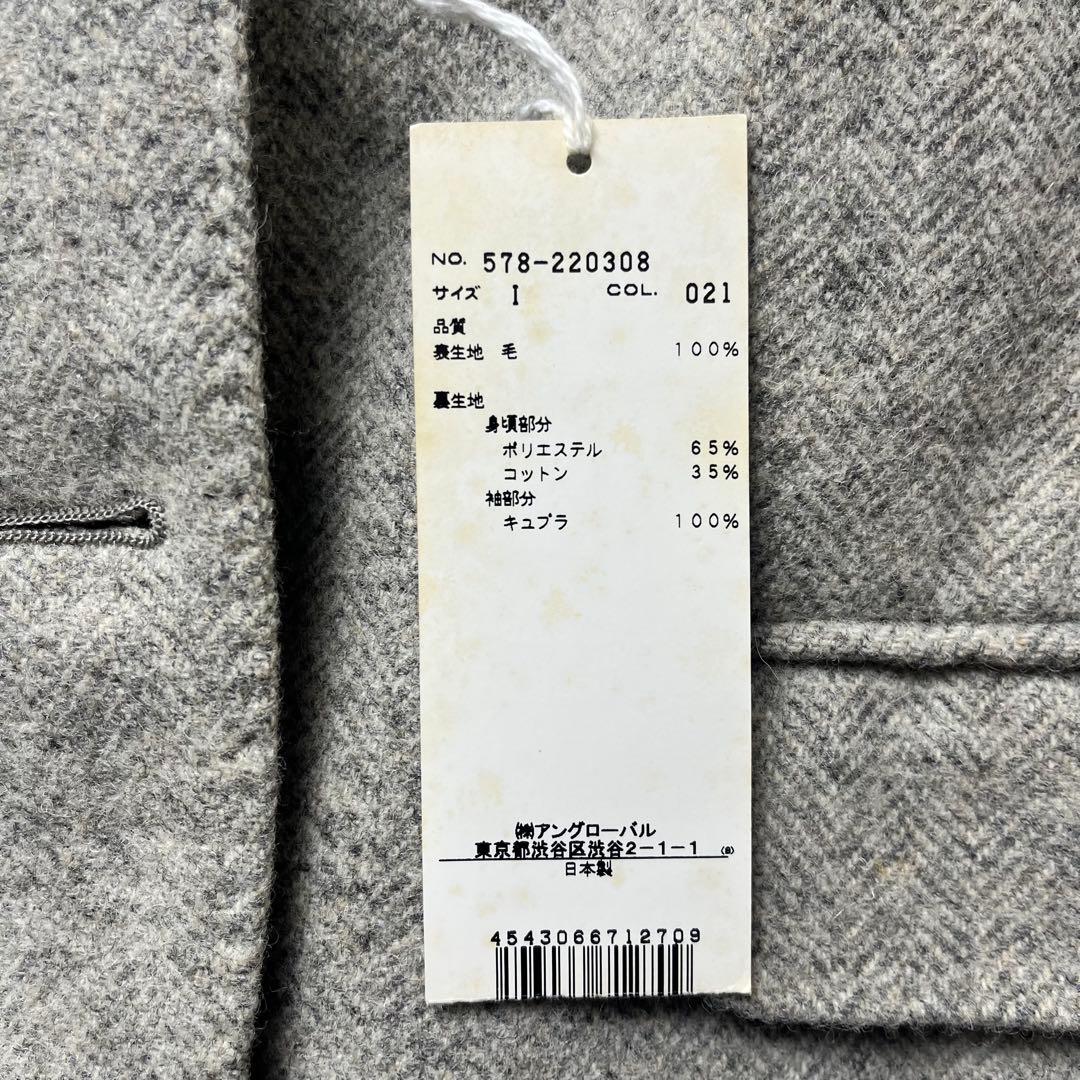 NO. 578-220308
サイズ I COL. 021
品質
表生地 毛 100%
裏生地
身頃部分
ポリエステル 65%
コットン 35%
袖部分
キュプラ 100%
㈱アングローバル
東京都渋谷区渋谷2-1-1 (8)
日本製
4543066712709